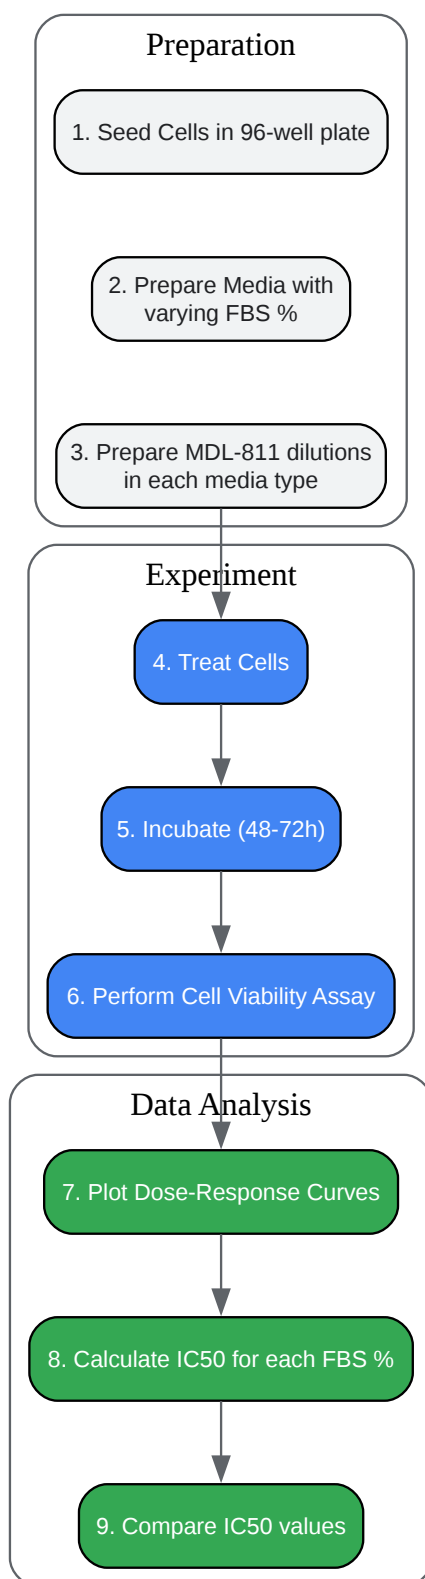 Preparation
1. Seed Cells in 96-well plate
2. Prepare Media with
varying FBS %
3. Prepare MDL-811 dilutions
in each media type
Experiment
4. Treat Cells
5. Incubate (48-72h)
6. Perform Cell Viability Assay
Data Analysis
7. Plot Dose-Response Curves
8. Calculate IC50 for each FBS %
9. Compare IC50 values